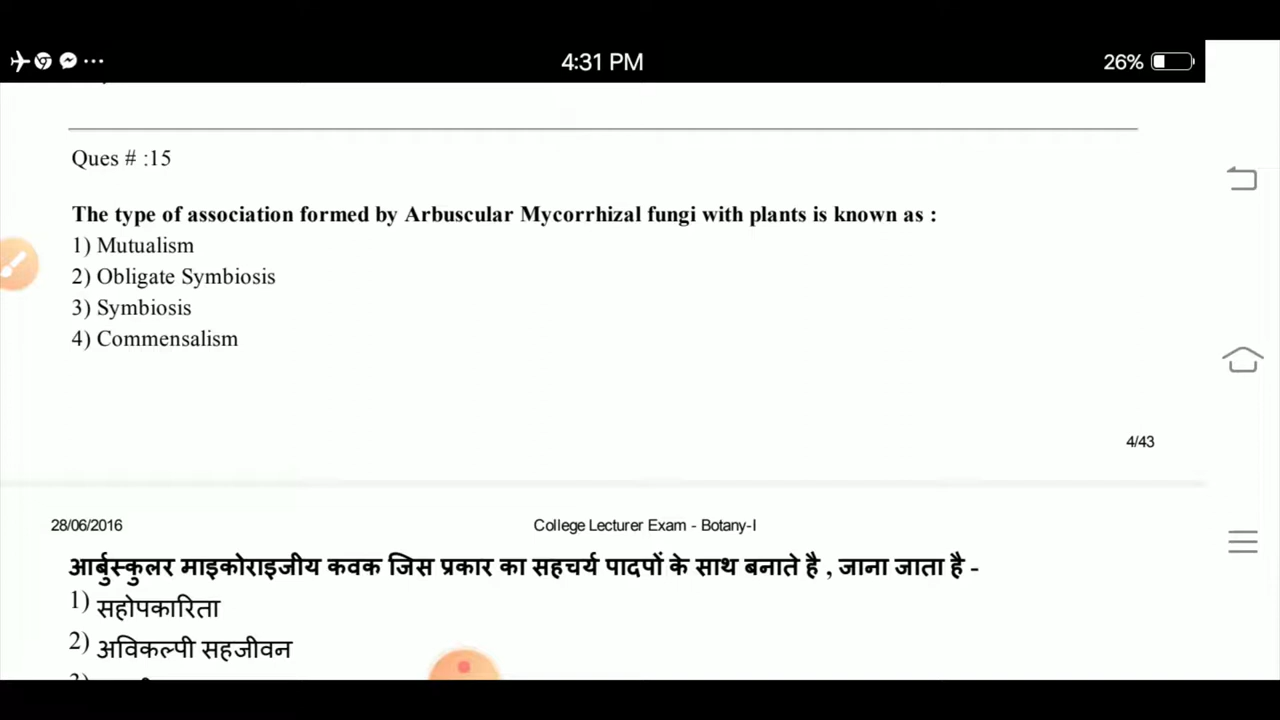 4:31 PM
26%
Ques # :15
The type of association formed by Arbuscular Mycorrhizal fungi with plants is known as :
1) Mutualism
2) Obligate Symbiosis
3) Symbiosis
4) Commensalism
4/43
28/06/2016 College Lecturer Exam - Botany-I
आर्बुस्कुलर माइकोराइजीय कवक जिस प्रकार का सहचर्य पादपों के साथ बनाते है , जाना जाता है -
1) सहोपकारिता
2) अविकल्पी सहजीवन